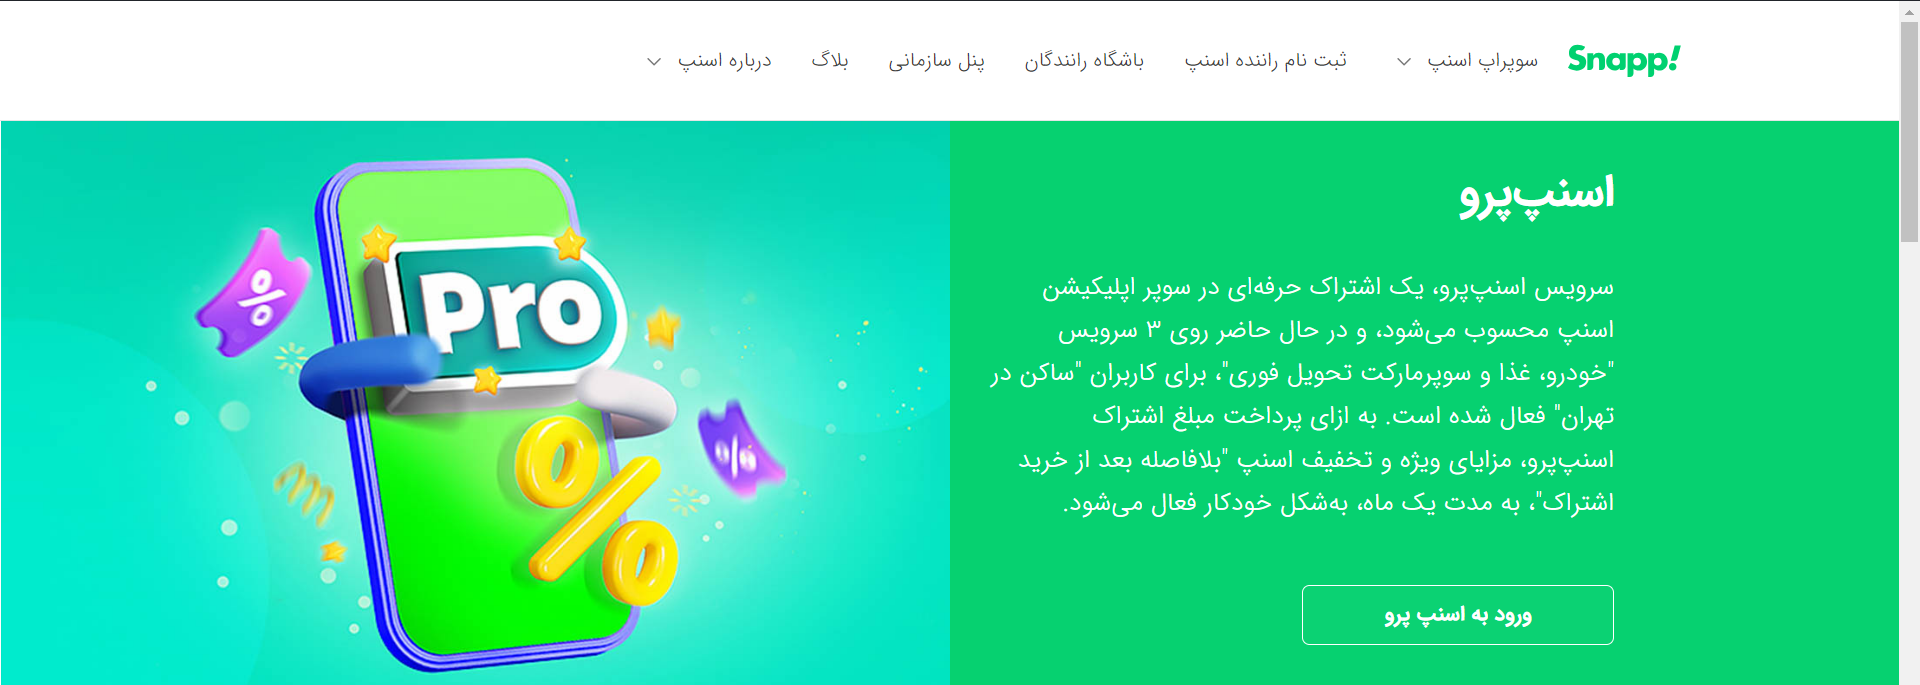 Snapp!
سوپراپ اسنپ
ثبت نام راننده اسنپ
باشگاه رانندگان
پنل سازمانی
بلاگ
درباره اسنپ
اسنپ‌پرو
سرویس اسنپ‌پرو، یک اشتراک حرفه‌ای در سوپر اپلیکیشن
اسنپ محسوب می‌شود، و در حال حاضر روی ۳ سرویس
"خودرو، غذا و سوپرمارکت تحویل فوری"، برای کاربران "ساکن در
تهران" فعال شده است. به ازای پرداخت مبلغ اشتراک
اسنپ‌پرو، مزایای ویژه و تخفیف اسنپ "بلافاصله بعد از خرید
اشتراک"، به مدت یک ماه، به‌شکل خودکار فعال می‌شود.
ورود به اسنپ پرو
Pro
%
%
%